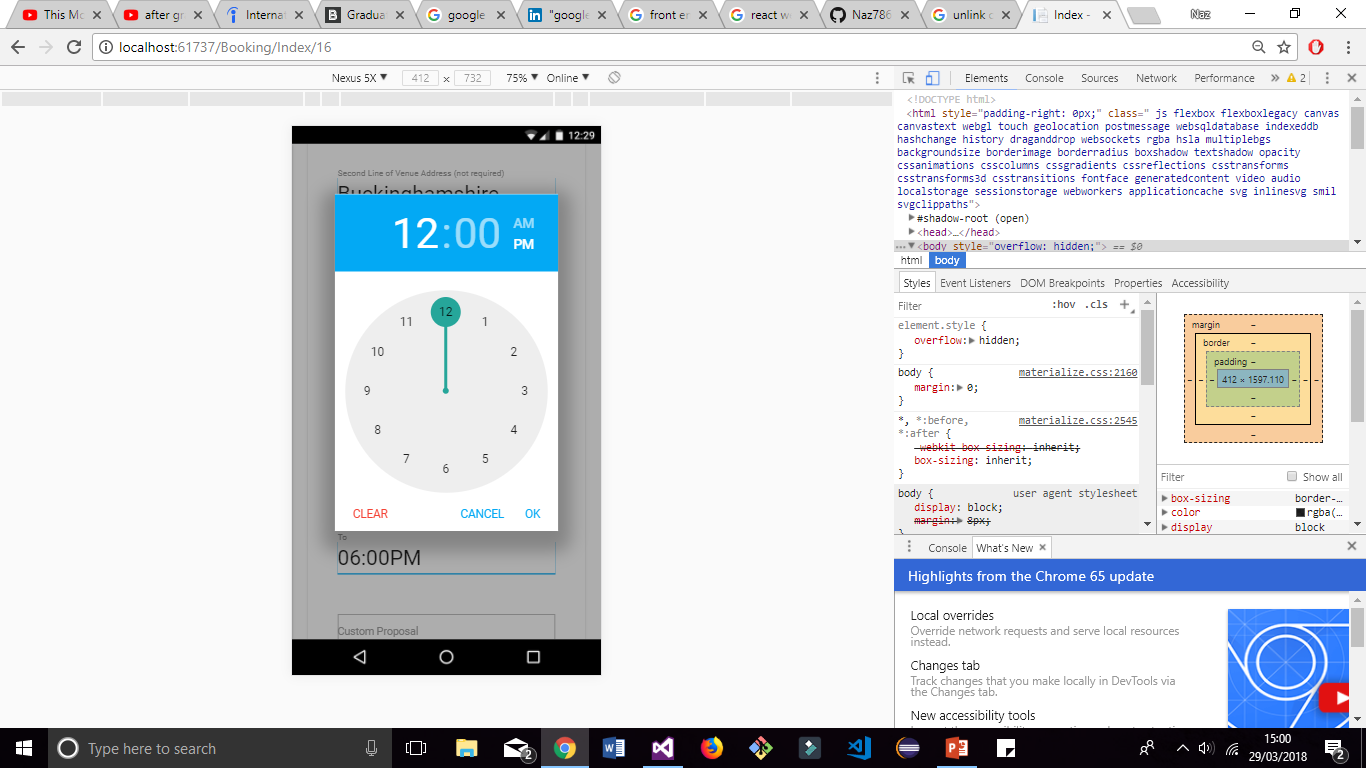 This Mo
after gr
Internat
Gradua
google
"google
front en
react we
Naz786
unlink c
Index -
Naz
localhost:61737/Booking/Index/16
Nexus 5X ▼ 412 x 732 75% ▼ Online ▼
12:29
Second Line of Venue Address (not required)
Buckinghamshire
12:00
AM
PM
12
11 1
10 2
9 3
8 4
7 5
6
CLEAR CANCEL OK
To
06:00PM
Custom Proposal
Elements Console Sources Network Performance » 2
<!DOCTYPE html>
<html style="padding-right: 0px;" class=" js flexbox flexboxlegacy canvas
canvastext webgl touch geolocation postmessage websqldatabase indexeddb
hashchange history draganddrop websockets rgba hsla multiplebgs
backgroundsize borderimage borderradius boxshadow textshadow opacity
cssanimations csscolumns cssgradients cssreflections csstransforms
csstransforms3d csstransitions fontface generatedcontent video audio
localstorage sessionstorage webworkers applicationcache svg inlinesvg smil
svgclippaths">
#shadow-root (open)
<head>…</head>
<body style="overflow: hidden;"> == $0
html body
Styles Event Listeners DOM Breakpoints Properties Accessibility
Filter :hov .cls +
element.style {
overflow: hidden;
}
body { materialize.css:2160
margin: 0;
}
*, *:before, materialize.css:2545
*:after {
-webkit-box-sizing: inherit;
box-sizing: inherit;
}
body { user agent stylesheet
display: block;
margin: 8px;
}
margin –
border –
padding –
– – – 412 × 1597.110 – – –
–
–
–
Filter Show all
box-sizing border-…
color rgba(…
display block
Console What's New ×
Highlights from the Chrome 65 update
Local overrides
Override network requests and serve local resources
instead.
Changes tab
Track changes that you make locally in DevTools via
the Changes tab.
New accessibility tools
Type here to search
2
15:00
29/03/2018
2